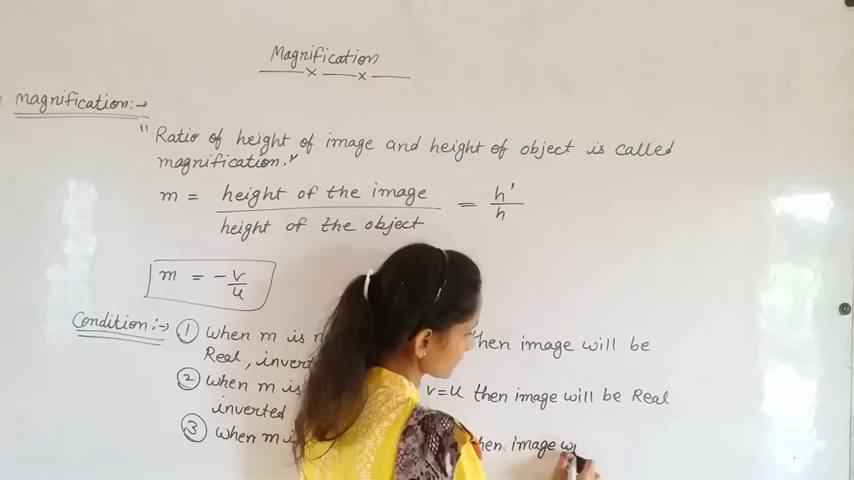 Magnification
Magnification:→
"Ratio of height of image and height of object is called
magnification."
m = height of the image / height of the object = h' / h
m = - v/u
Condition:→ ① when m is then image will be
Real, inver
② when m is v=u then image will be Real
inverted
③ when m i then image wi